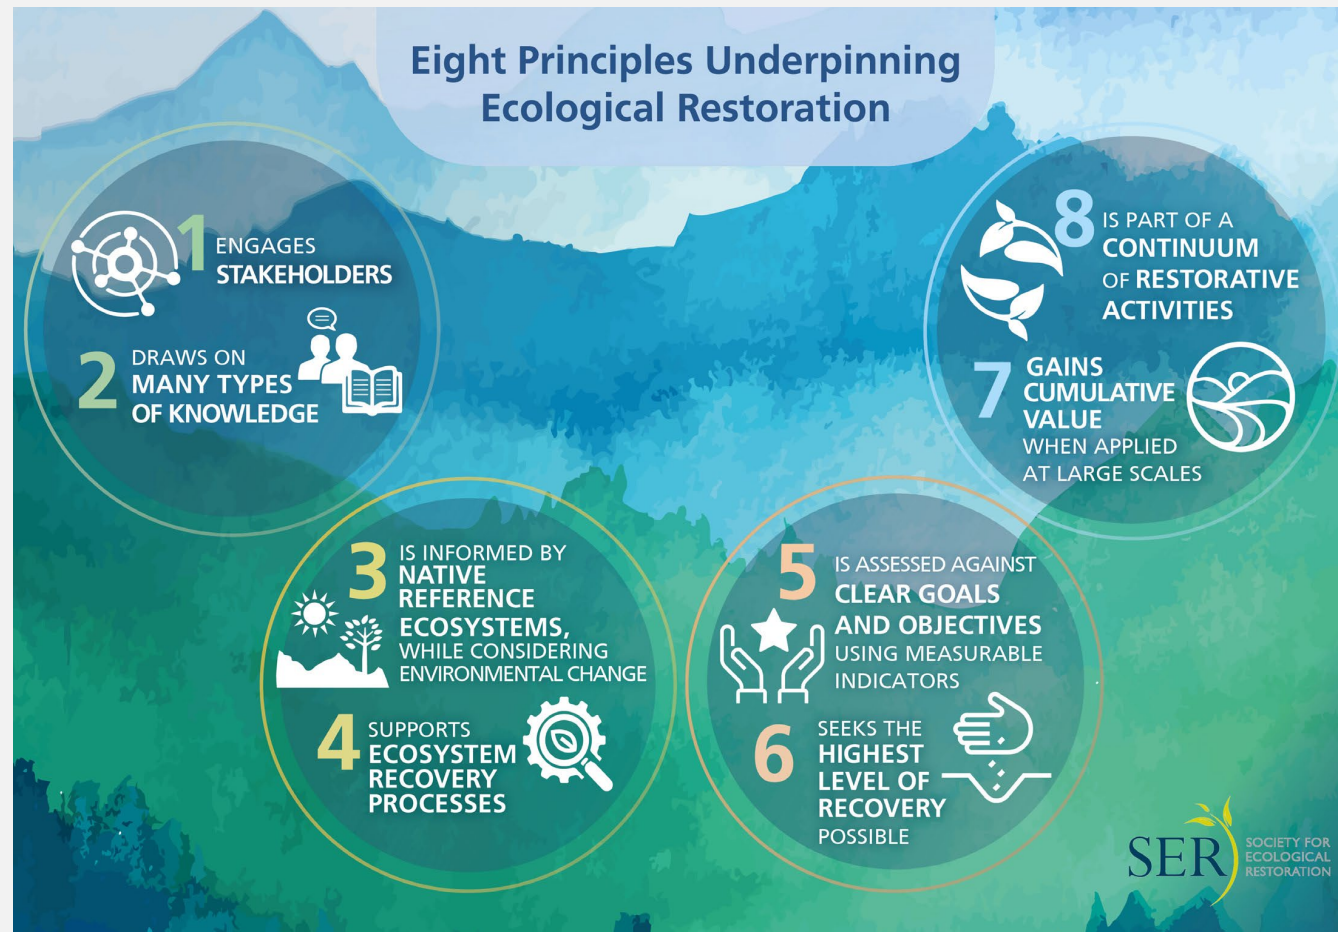 Eight Principles Underpinning
Ecological Restoration
1 ENGAGES
STAKEHOLDERS
2 DRAWS ON
MANY TYPES
OF KNOWLEDGE
3 IS INFORMED BY
NATIVE
REFERENCE
ECOSYSTEMS,
WHILE CONSIDERING
ENVIRONMENTAL CHANGE
4 SUPPORTS
ECOSYSTEM
RECOVERY
PROCESSES
5 IS ASSESSED AGAINST
CLEAR GOALS
AND OBJECTIVES
USING MEASURABLE
INDICATORS
6 SEEKS THE
HIGHEST
LEVEL OF
RECOVERY
POSSIBLE
7 GAINS
CUMULATIVE
VALUE
WHEN APPLIED
AT LARGE SCALES
8 IS PART OF A
CONTINUUM
OF RESTORATIVE
ACTIVITIES
SER
SOCIETY FOR
ECOLOGICAL
RESTORATION